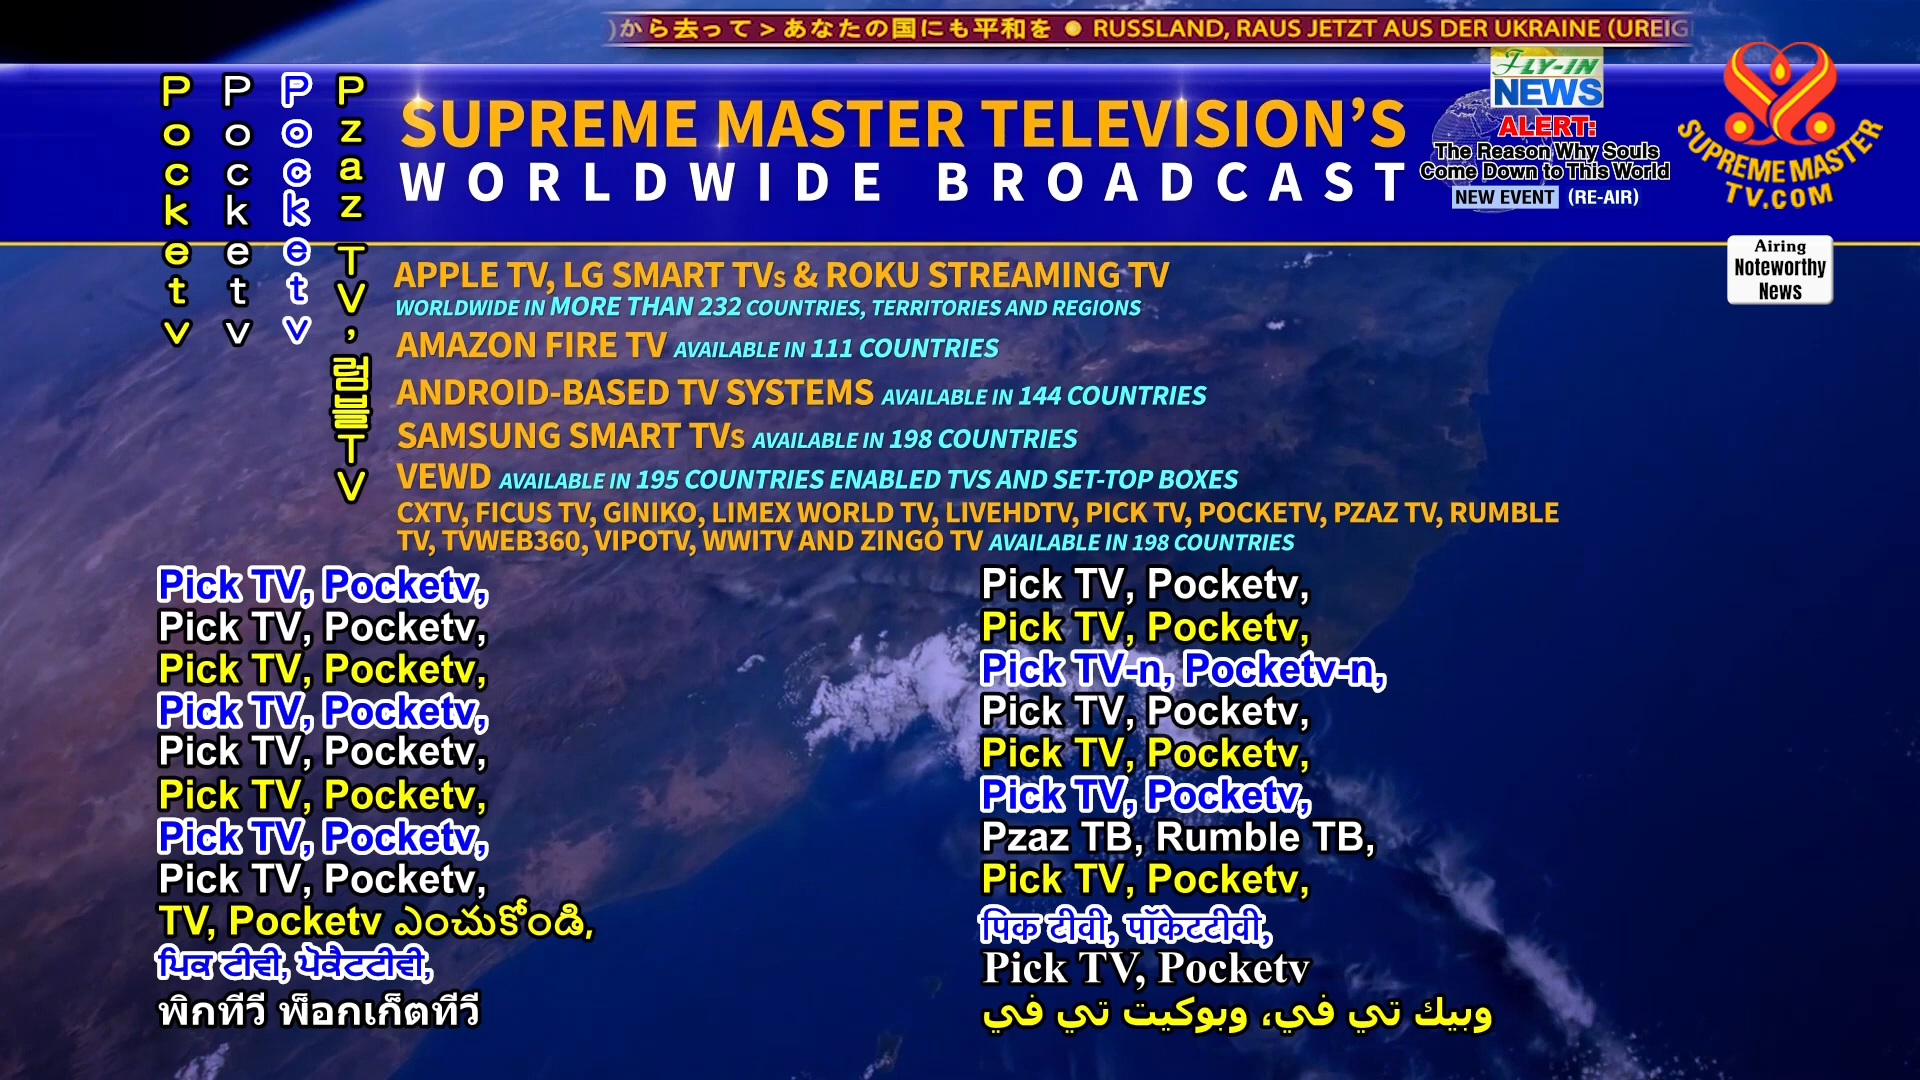 )から去って > あなたの国にも平和を ● RUSSLAND, RAUS JETZT AUS DER UKRAINE (UREIG
Pocketv
Pocketv
Pocketv
Pzaz TV, 럼블TV
SUPREME MASTER TELEVISION’S
WORLDWIDE BROADCAST
FLY-IN
NEWS
ALERT:
The Reason Why Souls
Come Down to This World
NEW EVENT (RE-AIR)
SUPREME MASTER
TV.COM
Airing
Noteworthy
News
APPLE TV, LG SMART TVs & ROKU STREAMING TV
WORLDWIDE IN MORE THAN 232 COUNTRIES, TERRITORIES AND REGIONS
AMAZON FIRE TV AVAILABLE IN 111 COUNTRIES
ANDROID-BASED TV SYSTEMS AVAILABLE IN 144 COUNTRIES
SAMSUNG SMART TVs AVAILABLE IN 198 COUNTRIES
VEWD AVAILABLE IN 195 COUNTRIES ENABLED TVS AND SET-TOP BOXES
CXTV, FICUS TV, GINIKO, LIMEX WORLD TV, LIVEHDTV, PICK TV, POCKETV, PZAZ TV, RUMBLE
TV, TVWEB360, VIPOTV, WWITV AND ZINGO TV AVAILABLE IN 198 COUNTRIES
Pick TV, Pocketv,
Pick TV, Pocketv,
Pick TV, Pocketv,
Pick TV, Pocketv,
Pick TV, Pocketv,
Pick TV, Pocketv,
Pick TV, Pocketv,
Pick TV, Pocketv,
TV, Pocketv ఎంచుకోండి,
ਪਿਕ ਟੀਵੀ, ਪੋਕੈਟਟੀਵੀ,
พิกทีวี พ็อกเก็ตทีวี
Pick TV, Pocketv,
Pick TV, Pocketv,
Pick TV-n, Pocketv-n,
Pick TV, Pocketv,
Pick TV, Pocketv,
Pick TV, Pocketv,
Pzaz TB, Rumble TB,
Pick TV, Pocketv,
पिक टीवी, पॉकेटटीवी,
Pick TV, Pocketv
وبيك تي في، وبوكيت تي في